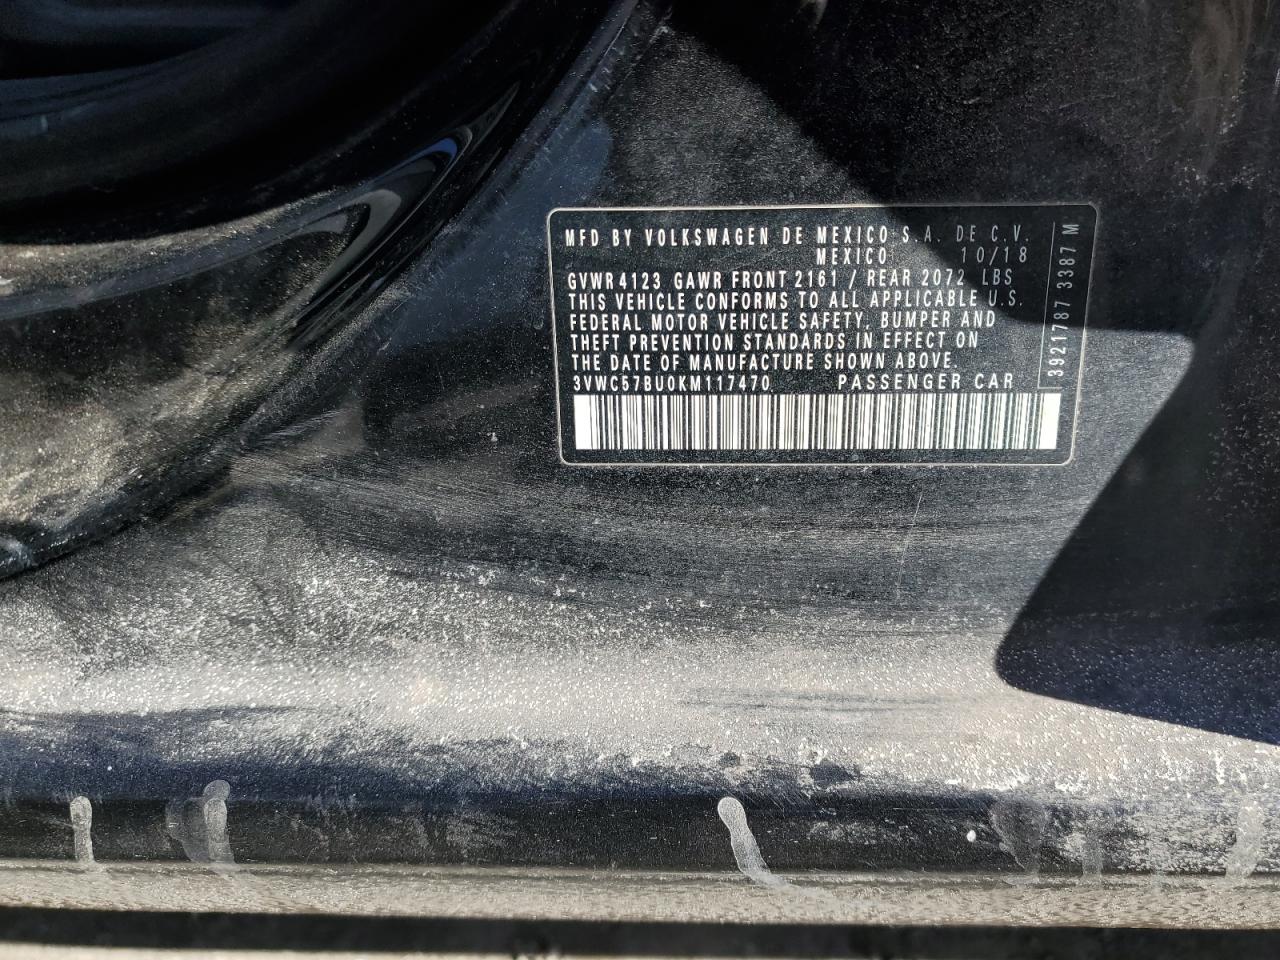 MFD BY VOLKSWAGEN DE MEXICO S.A. DE C.V.
MEXICO 10/18
GVWR 4123 GAWR FRONT 2161 / REAR 2072 LBS
THIS VEHICLE CONFORMS TO ALL APPLICABLE U.S.
FEDERAL MOTOR VEHICLE SAFETY, BUMPER AND
THEFT PREVENTION STANDARDS IN EFFECT ON
THE DATE OF MANUFACTURE SHOWN ABOVE.
3VWC57BU0KM117470 PASSENGER CAR
3921787 3387 M